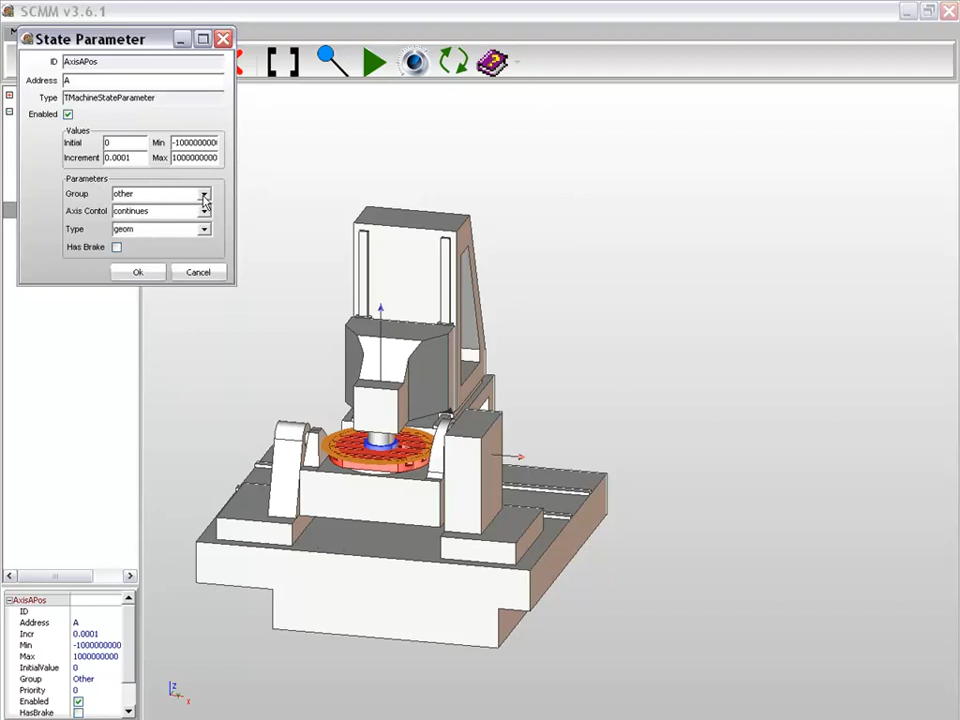 SCMM v3.6.1
State Parameter
ID AxisAPos
Address A
Type TMachineStateParameter
Enabled
Values
Initial 0 Min -100000000
Increment 0.0001 Max 1000000000
Parameters
Group other
Axis Contol continues
Type geom
Has Brake
Ok Cancel
AxisAPos
ID
Address A
Incr 0.0001
Min -1000000000
Max 1000000000
InitialValue 0
Group Other
Priority 0
Enabled
HasBrake
z
x